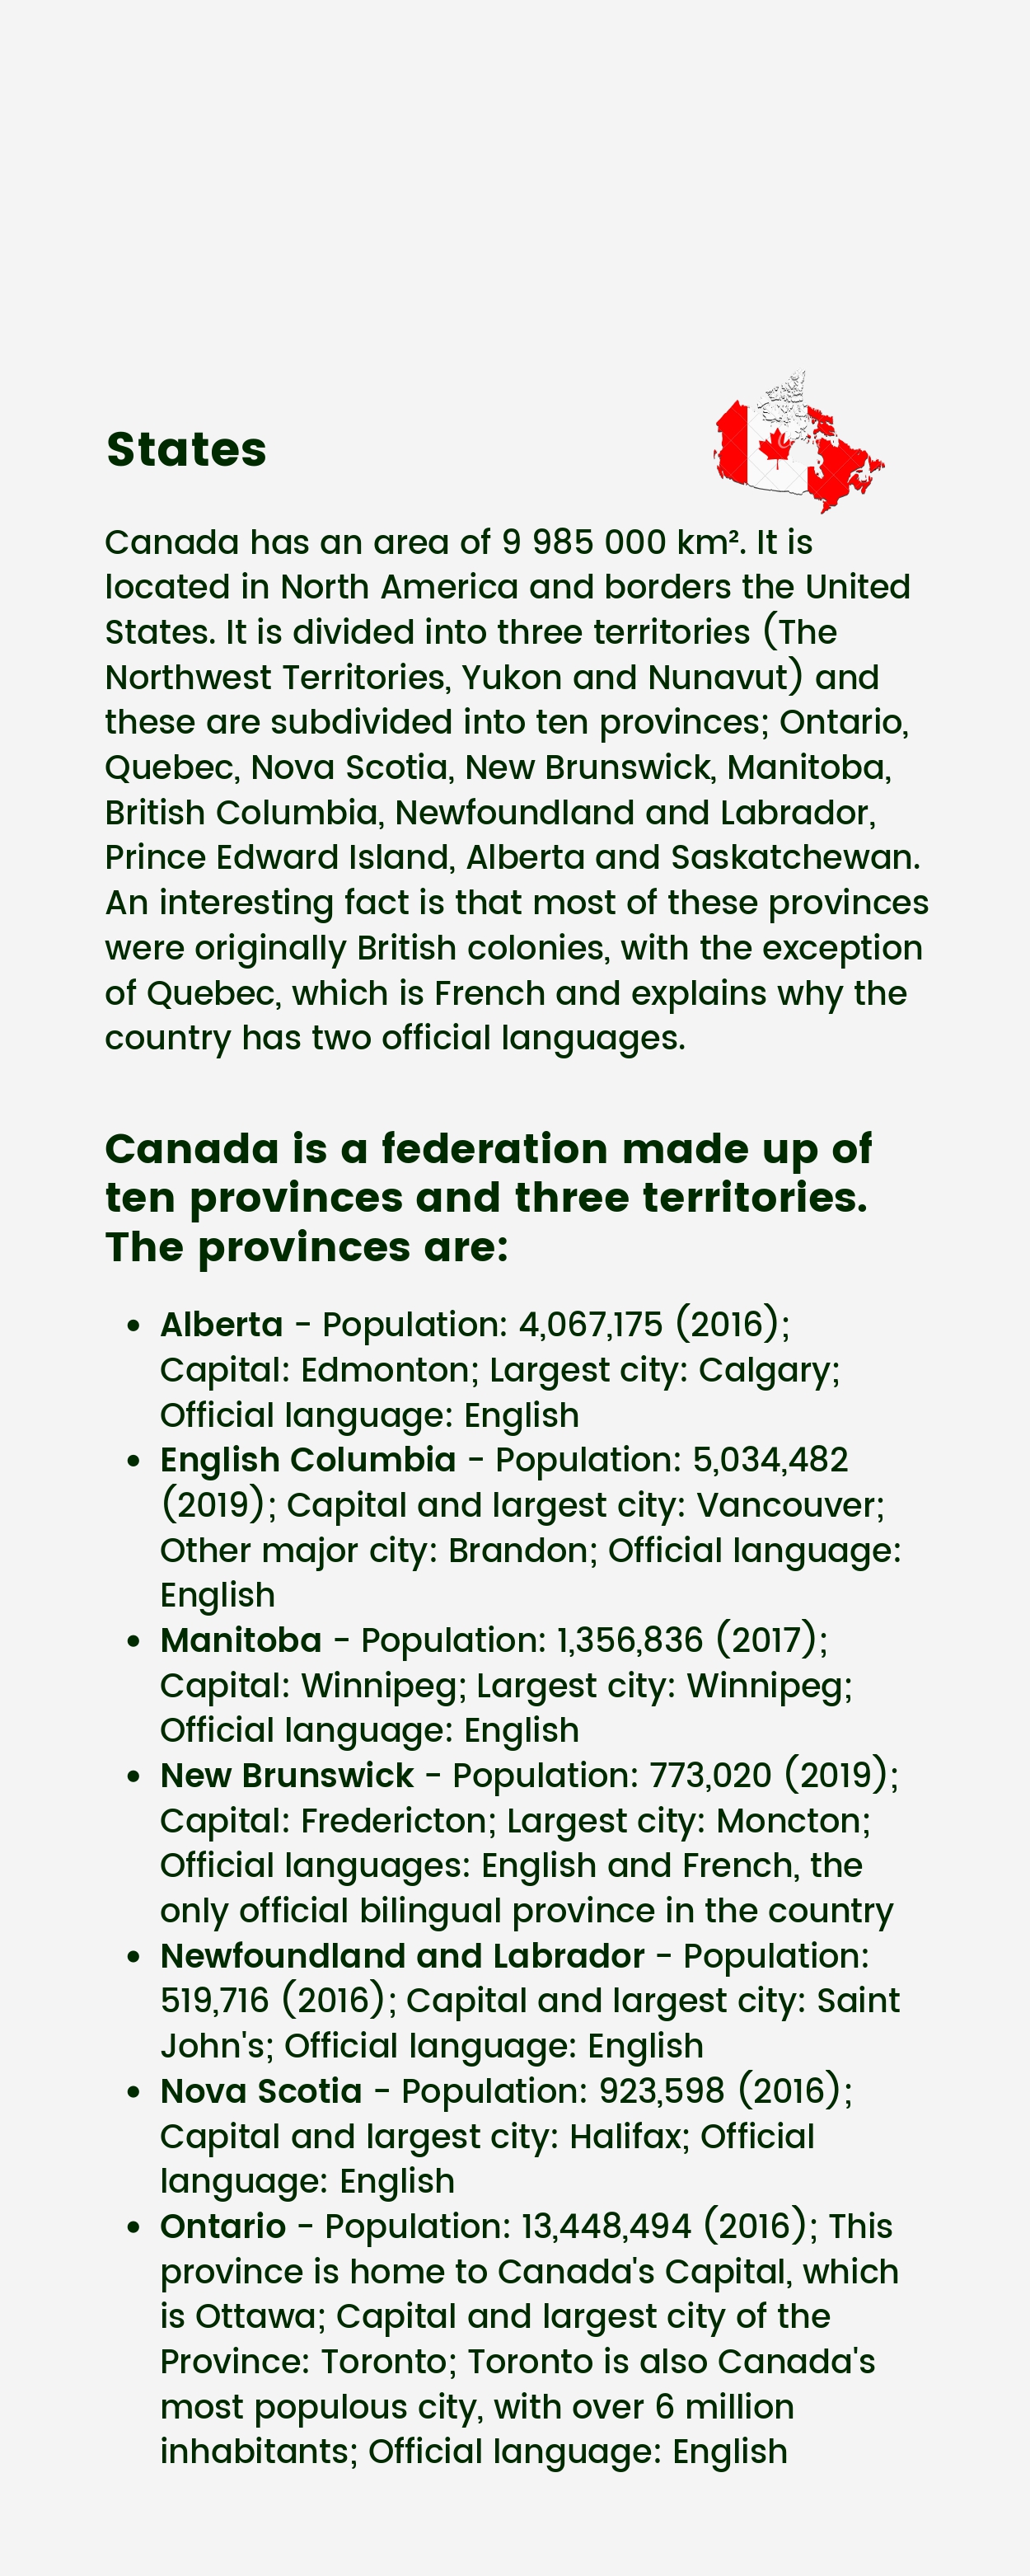 States
Canada has an area of 9 985 000 km². It is
located in North America and borders the United
States. It is divided into three territories (The
Northwest Territories, Yukon and Nunavut) and
these are subdivided into ten provinces; Ontario,
Quebec, Nova Scotia, New Brunswick, Manitoba,
British Columbia, Newfoundland and Labrador,
Prince Edward Island, Alberta and Saskatchewan.
An interesting fact is that most of these provinces
were originally British colonies, with the exception
of Quebec, which is French and explains why the
country has two official languages.
Canada is a federation made up of
ten provinces and three territories.
The provinces are:
• Alberta - Population: 4,067,175 (2016);
Capital: Edmonton; Largest city: Calgary;
Official language: English
• English Columbia - Population: 5,034,482
(2019); Capital and largest city: Vancouver;
Other major city: Brandon; Official language:
English
• Manitoba - Population: 1,356,836 (2017);
Capital: Winnipeg; Largest city: Winnipeg;
Official language: English
• New Brunswick - Population: 773,020 (2019);
Capital: Fredericton; Largest city: Moncton;
Official languages: English and French, the
only official bilingual province in the country
• Newfoundland and Labrador - Population:
519,716 (2016); Capital and largest city: Saint
John's; Official language: English
• Nova Scotia - Population: 923,598 (2016);
Capital and largest city: Halifax; Official
language: English
• Ontario - Population: 13,448,494 (2016); This
province is home to Canada's Capital, which
is Ottawa; Capital and largest city of the
Province: Toronto; Toronto is also Canada's
most populous city, with over 6 million
inhabitants; Official language: English